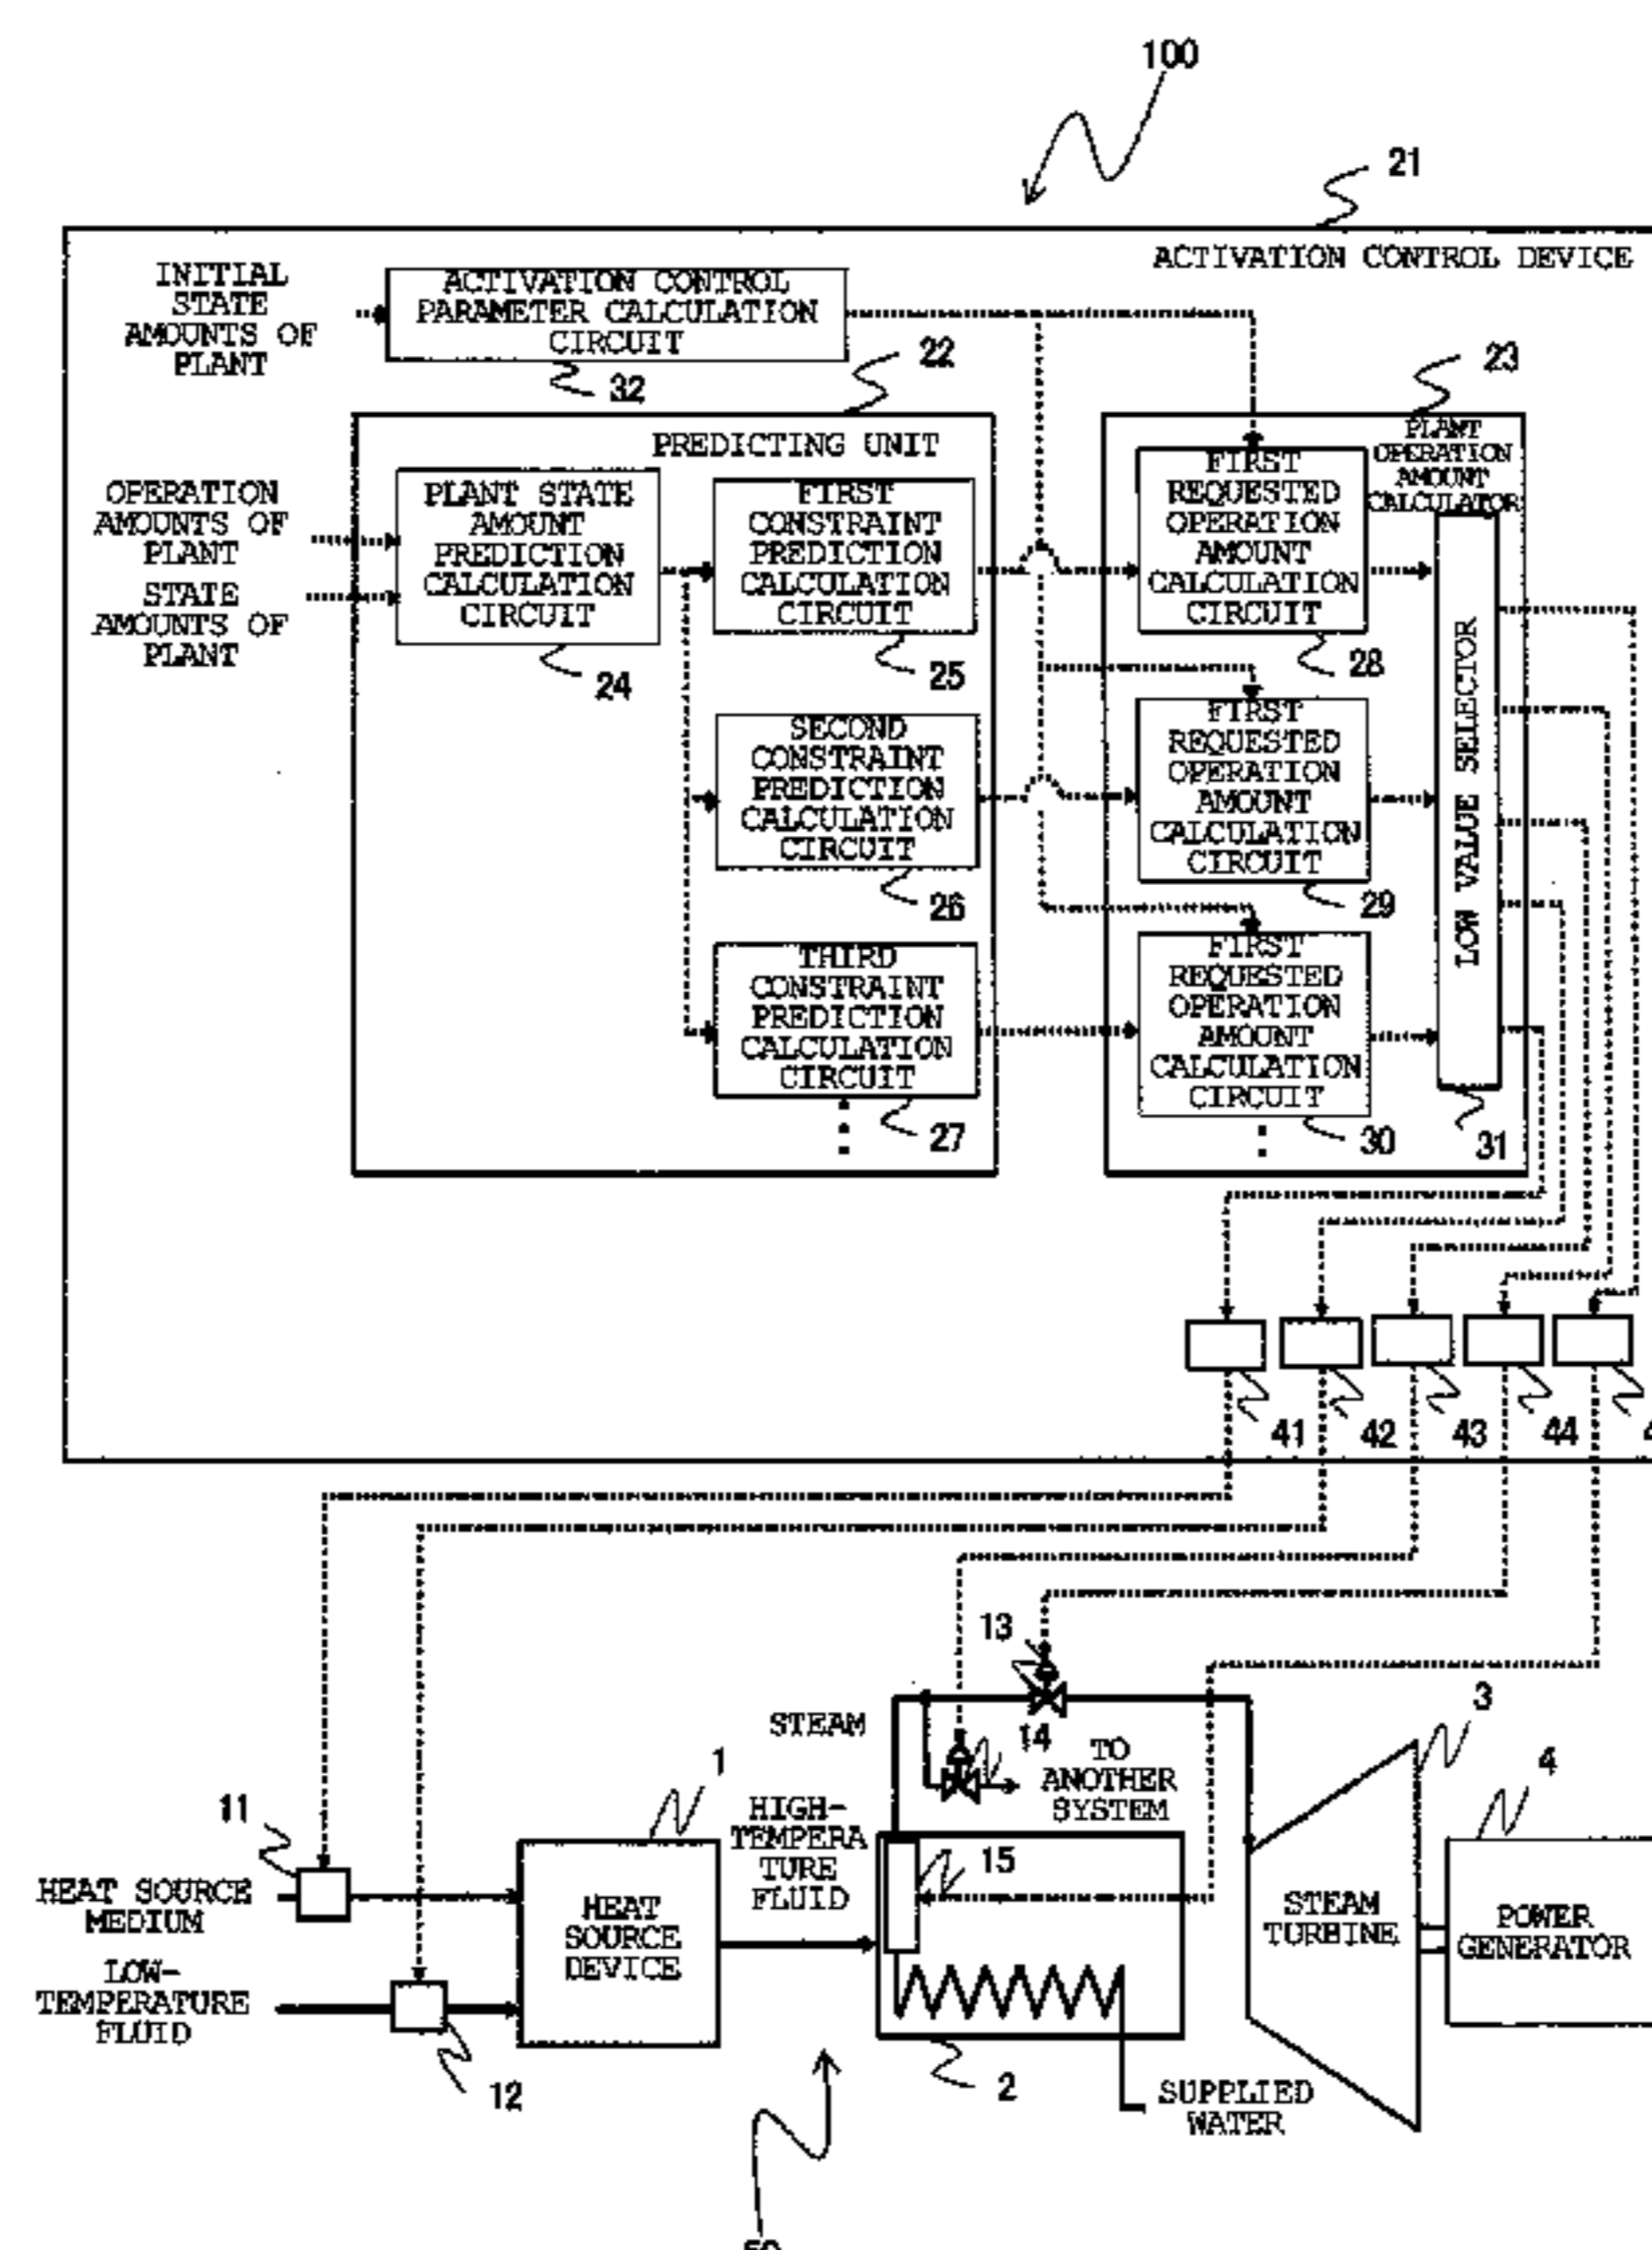 100
21
ACTIVATION CONTROL DEVICE
INITIAL
STATE
AMOUNTS OF
PLANT
ACTIVATION CONTROL
PARAMETER CALCULATION
CIRCUIT
32
22
23
PREDICTING UNIT
PLANT
OPERATION
AMOUNT
CALCULATOR
OPERATION
AMOUNTS OF
PLANT
STATE
AMOUNTS OF
PLANT
PLANT STATE
AMOUNT
PREDICTION
CALCULATION
CIRCUIT
24
FIRST
CONSTRAINT
PREDICTION
CALCULATION
CIRCUIT
25
FIRST
REQUESTED
OPERATION
AMOUNT
CALCULATION
CIRCUIT
28
SECOND
CONSTRAINT
PREDICTION
CALCULATION
CIRCUIT
26
FIRST
REQUESTED
OPERATION
AMOUNT
CALCULATION
CIRCUIT
29
THIRD
CONSTRAINT
PREDICTION
CALCULATION
CIRCUIT
27
FIRST
REQUESTED
OPERATION
AMOUNT
CALCULATION
CIRCUIT
30
LOW VALUE SELECTOR
31
41
42
43
44
13
STEAM
14
TO
ANOTHER
SYSTEM
3
1
4
11
HIGH-
TEMPERA
TURE
FLUID
15
HEAT SOURCE
MEDIUM
HEAT
SOURCE
DEVICE
STEAM
TURBINE
POWER
GENERATOR
LOW-
TEMPERATURE
FLUID
12
2
SUPPLIED
WATER